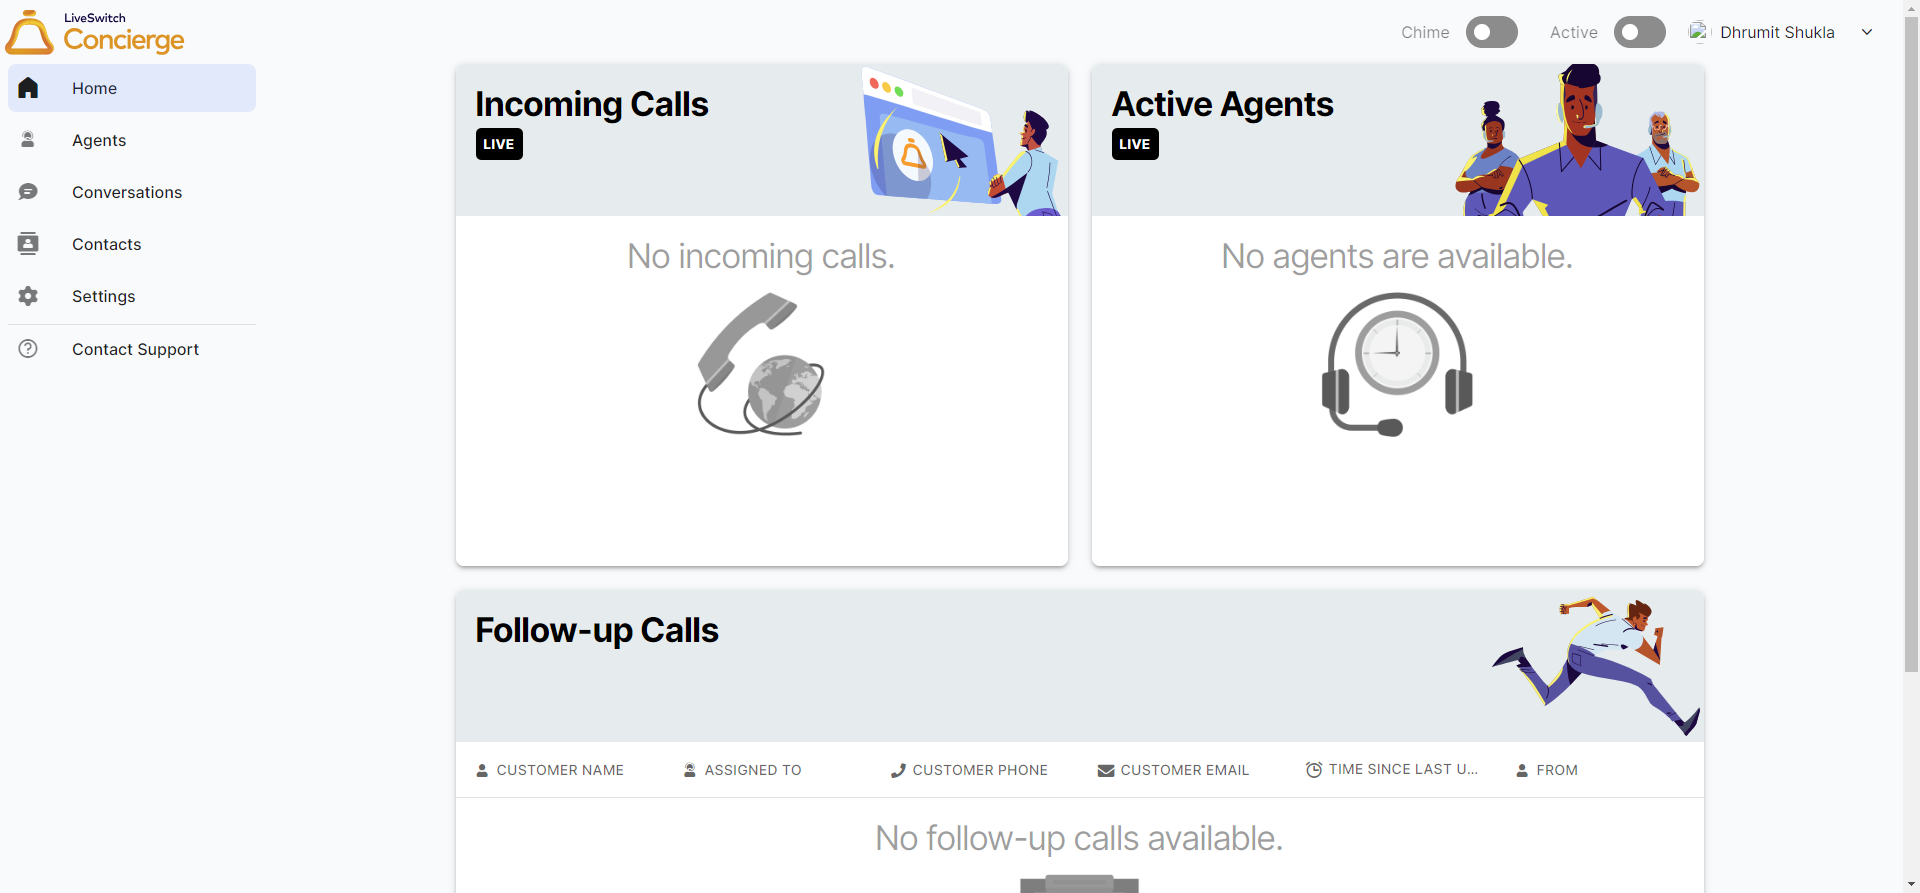 LiveSwitch
Concierge
Chime
Active
Dhrumit Shukla
Home
Agents
Conversations
Contacts
Settings
Contact Support
Incoming Calls
LIVE
No incoming calls.
Active Agents
LIVE
No agents are available.
Follow-up Calls
CUSTOMER NAME
ASSIGNED TO
CUSTOMER PHONE
CUSTOMER EMAIL
TIME SINCE LAST U...
FROM
No follow-up calls available.